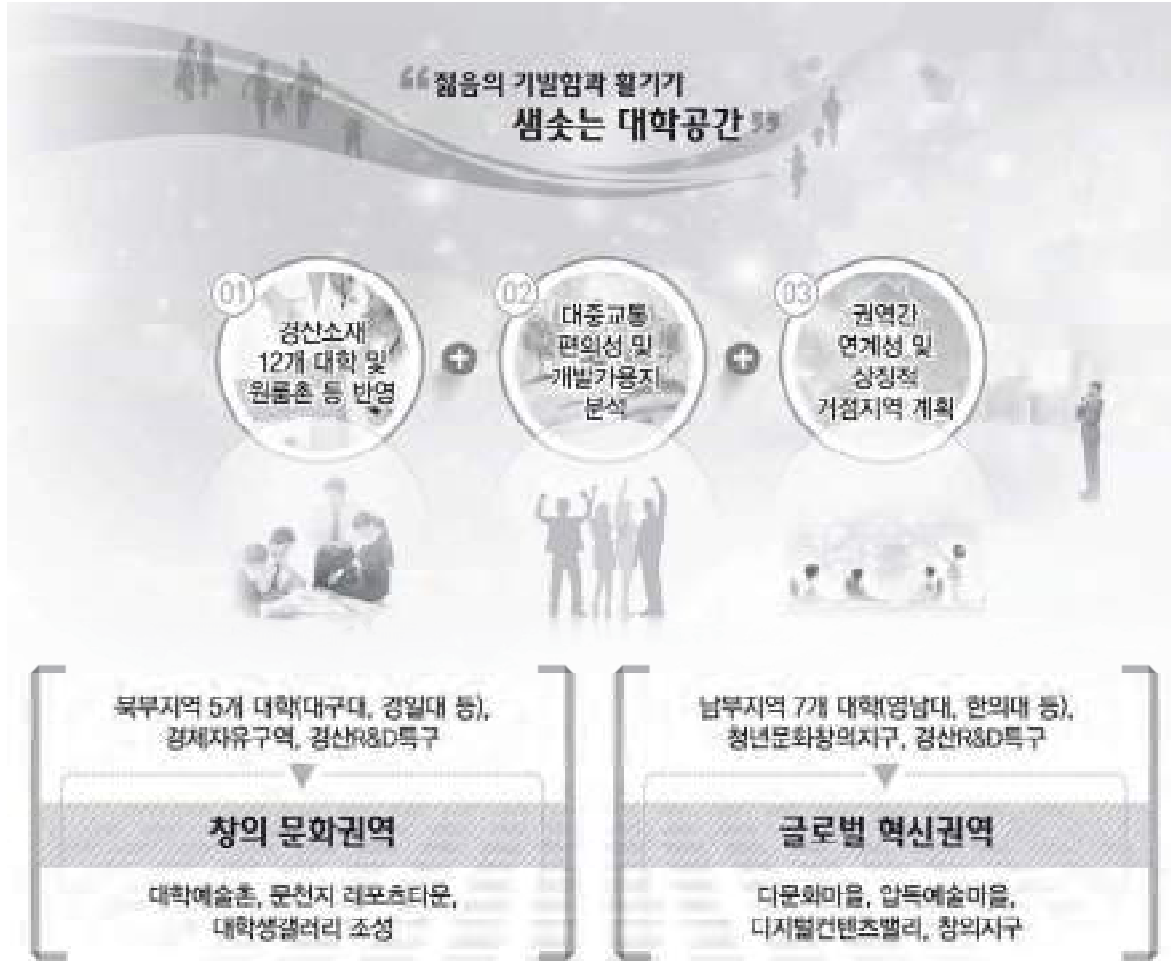 “젊음의 기발함과 활기가
샘솟는 대학공간”
01
경산소재
12개 대학 및
원룸촌 등 반영
+
02
대중교통
편의성 및
개발가용지
분석
+
03
권역간
연계성 및
상징적
거점지역 계획
북부지역 5개 대학(대구대, 경일대 등),
경제자유구역, 경산R&D특구
창의 문화권역
대학예술촌, 문천지 레포츠타운,
대학생갤러리 조성
남부지역 7개 대학(영남대, 한의대 등),
청년문화창의지구, 경산R&D특구
글로벌 혁신권역
다문화마을, 압독예술마을,
디지털컨텐츠밸리, 창의지구